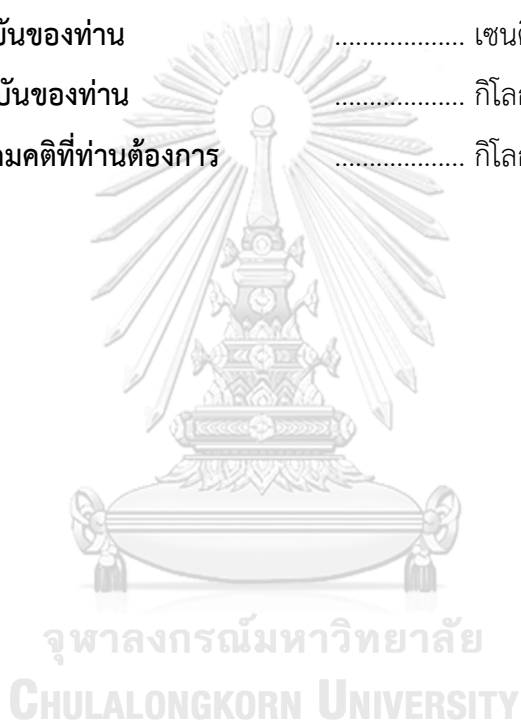 บันของท่าน .................. เซนติ
บันของท่าน .................. กิโลก
ดมคติที่ท่านต้องการ .................. กิโลก
จุฬาลงกรณ์มหาวิทยาลัย
CHULALONGKORN UNIVERSITY